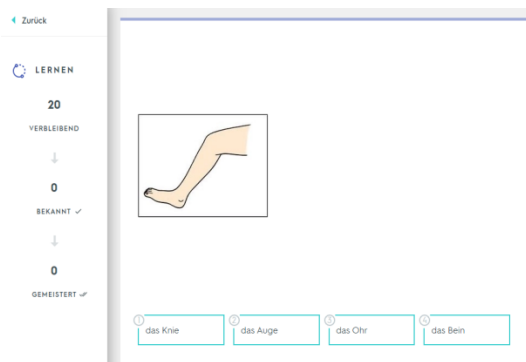 Zurück
LERNEN
20
VERBLEIBEND
0
BEKANNT
0
GEMEISTERT
1 das Knie
2 das Auge
3 das Ohr
4 das Bein